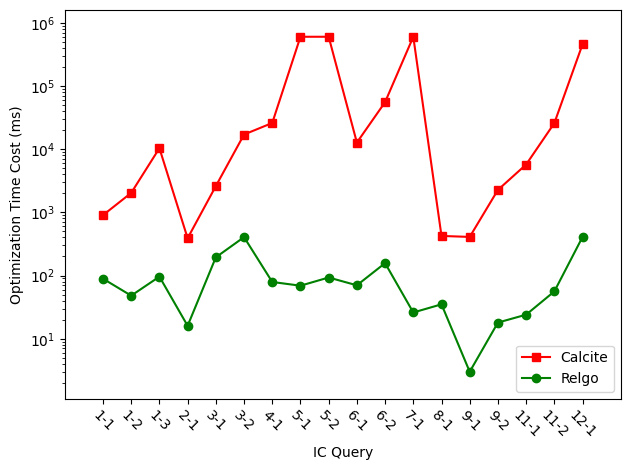 Optimization Time Cost (ms)
10^6
10^5
10^4
10^3
10^2
10^1
Calcite
Relgo
1-1 1-2 1-3 2-1 3-1 3-2 4-1 5-1 5-2 6-1 6-2 7-1 8-1 9-1 9-2 11-1 11-2 12-1
IC Query